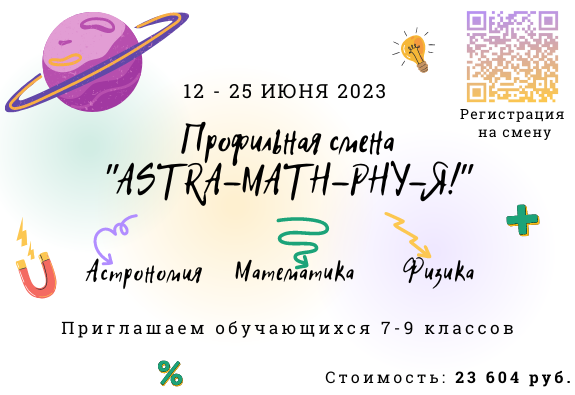 12 - 25 ИЮНЯ 2023
Регистрация
на смену
Профильная смена
"ASTRA-MATH-PHY-Я!"
Астрономия Математика Физика
Приглашаем обучающихся 7-9 классов
%
Стоимость: 23 604 руб.